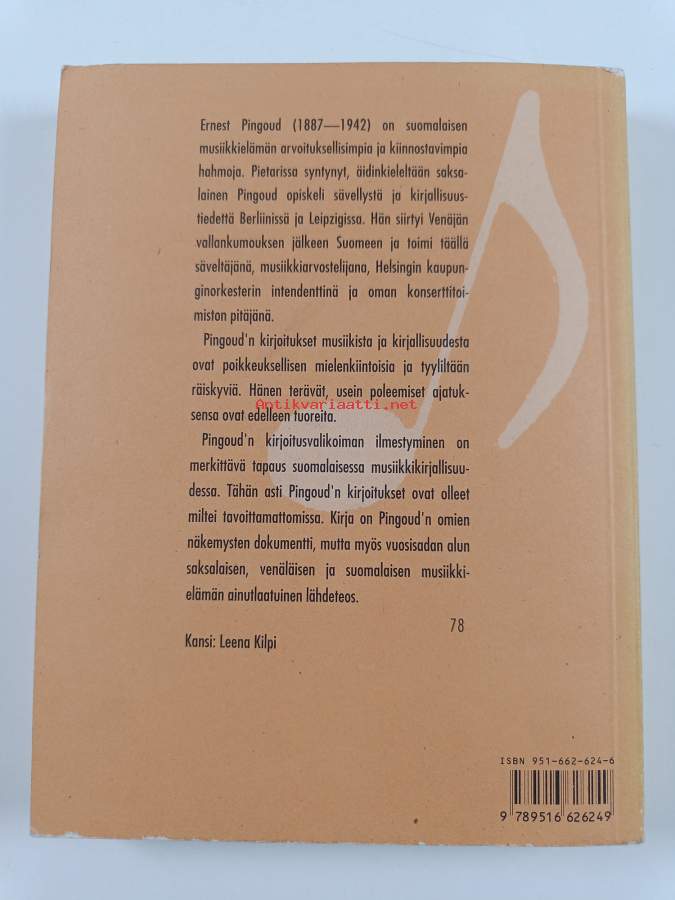 Ernest Pingoud (1887—1942) on suomalaisen
musiikkielämän arvoituksellisimpia ja kiinnostavimpia
hahmoja. Pietarissa syntynyt, äidinkieleltään saksa-
lainen Pingoud opiskeli sävellystä ja kirjallisuus-
tiedettä Berliinissä ja Leipzigissa. Hän siirtyi Venäjän
vallankumouksen jälkeen Suomeen ja toimi täällä
säveltäjänä, musiikkiarvostelijana, Helsingin kaupun-
ginorkesterin intendenttinä ja oman konserttitoi-
miston pitäjänä.
Pingoud'n kirjoitukset musiikista ja kirjallisuudesta
ovat poikkeuksellisen mielenkiintoisia ja tyyliltään
räiskyviä. Hänen terävät, usein poleemiset ajatuk-
Antikvariaatti.net
sensa ovat edelleen tuoreita.
Pingoud'n kirjoitusvalikoiman ilmestyminen on
merkittävä tapaus suomalaisessa musiikkikirjallisuu-
dessa. Tähän asti Pingoud'n kirjoitukset ovat olleet
miltei tavoittamattomissa. Kirja on Pingoud'n omien
näkemysten dokumentti, mutta myös vuosisadan alun
saksalaisen, venäläisen ja suomalaisen musiikki-
elämän ainutlaatuinen lähdeteos.
78
Kansi: Leena Kilpi
ISBN 951-662-624-6
9 789516 626249